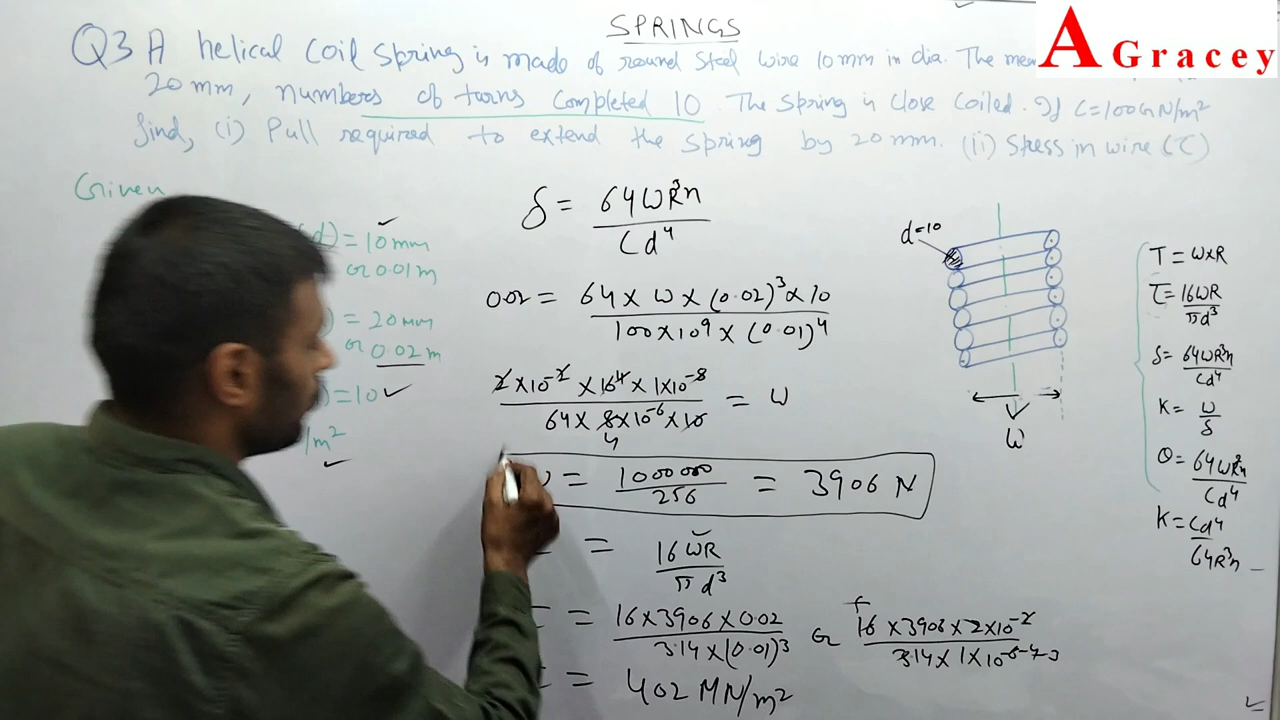 SPRINGS
A Gracey
Q3 A helical coil spring is made of round steel wire 10mm in dia. The mea
20 mm, numbers of turns completed 10. The spring is close coiled. If C=100GN/m²
find, (i) Pull required to extend the spring by 20 mm. (ii) Stress in wire (τ)
Given
(d) = 10mm
or 0.01m
) = 20mm
or 0.02m
) = 10
/m²
δ = 64WR³n / Cd⁴
0.02 = 64 × W × (0.02)³ × 10 / 100×10⁹ × (0.01)⁴
2×10⁻² × 10⁴ × 1×10⁻⁸ / 64 × 8×10⁻⁶ × 10 = W
4
W = 1000000 / 256 = 3906 N
= 16WR / πd³
= 16×3906×0.02 / 3.14×(0.01)³ or 16×3906×2×10⁻² / 3.14×1×10⁻⁶
= 402 MN/m²
d=10
W
T = W×R
τ = 16WR / πd³
δ = 64WR³n / Cd⁴
K = W / δ
θ = 64WR²n / Cd⁴
K = Cd⁴ / 64R³n